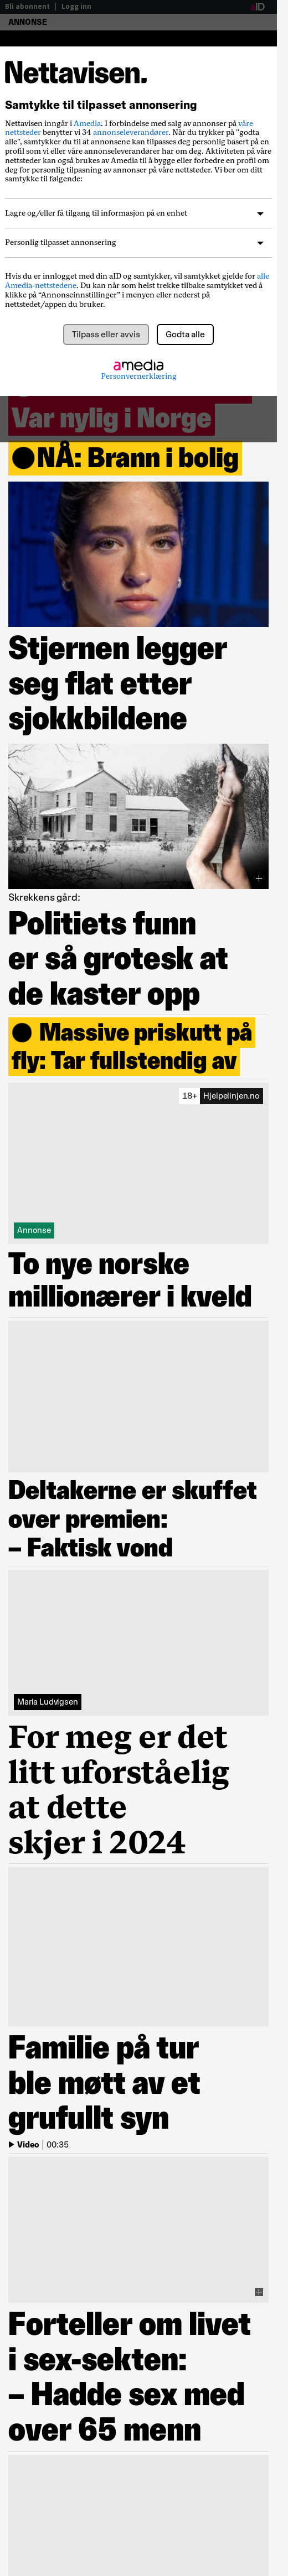 Bli abonnent | Logg inn
aID
ANNONSE
Nettavisen.
Samtykke til tilpasset annonsering
Nettavisen inngår i Amedia. I forbindelse med salg av annonser på våre
nettsteder benytter vi 34 annonseleverandører. Når du trykker på "godta
alle", samtykker du til at annonsene kan tilpasses deg personlig basert på en
profil som vi eller våre annonseleverandører har om deg. Aktiviteten på våre
nettsteder kan også brukes av Amedia til å bygge eller forbedre en profil om
deg for personlig tilpasning av annonser på våre nettsteder. Vi ber om ditt
samtykke til følgende:
Lagre og/eller få tilgang til informasjon på en enhet
Personlig tilpasset annonsering
Hvis du er innlogget med din aID og samtykker, vil samtykket gjelde for alle
Amedia-nettstedene. Du kan når som helst trekke tilbake samtykket ved å
klikke på “Annonseinnstillinger” i menyen eller nederst på
nettstedet/appen du bruker.
Tilpass eller avvis
Godta alle
amedia
Personvernerklæring
Var nylig i Norge
NÅ: Brann i bolig
Stjernen legger
seg flat etter
sjokkbildene
Skrekkens gård:
Politiets funn
er så grotesk at
de kaster opp
Massive priskutt på
fly: Tar fullstendig av
18+ Hjelpelinjen.no
Annonse
To nye norske
millionærer i kveld
Deltakerne er skuffet
over premien:
– Faktisk vond
Maria Ludvigsen
For meg er det
litt uforståelig
at dette
skjer i 2024
Familie på tur
ble møtt av et
grufullt syn
Video | 00:35
Forteller om livet
i sex-sekten:
– Hadde sex med
over 65 menn